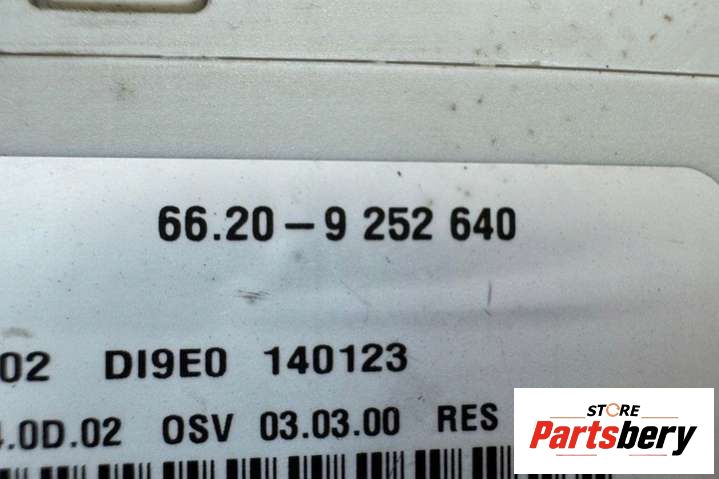 66.20 – 9 252 640
02 DI9E0 140123
.0D.02 OSV 03.03.00 RES
STORE
Partsbery